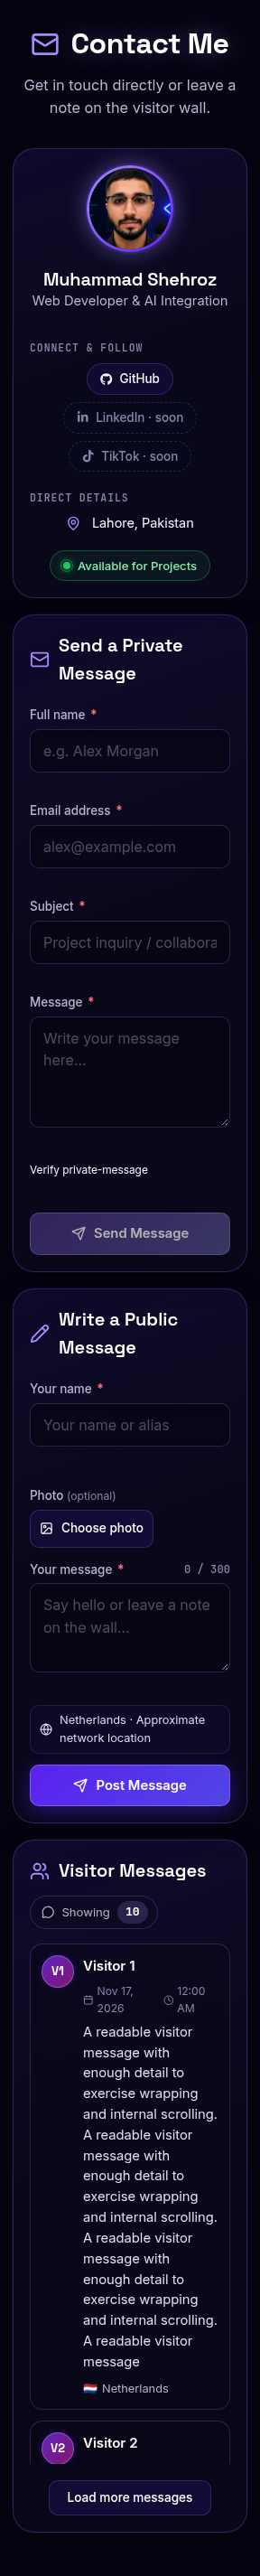 Contact Me
Get in touch directly or leave a
note on the visitor wall.
Muhammad Shehroz
Web Developer & AI Integration
CONNECT & FOLLOW
GitHub
LinkedIn · soon
TikTok · soon
DIRECT DETAILS
Lahore, Pakistan
Available for Projects
Send a Private
Message
Full name *
e.g. Alex Morgan
Email address *
alex@example.com
Subject *
Project inquiry / collabora
Message *
Write your message
here...
Verify private-message
Send Message
Write a Public
Message
Your name *
Your name or alias
Photo (optional)
Choose photo
Your message * 0 / 300
Say hello or leave a note
on the wall...
Netherlands · Approximate
network location
Post Message
Visitor Messages
Showing 10
V1 Visitor 1
Nov 17, 12:00
2026 AM
A readable visitor
message with
enough detail to
exercise wrapping
and internal scrolling.
A readable visitor
message with
enough detail to
exercise wrapping
and internal scrolling.
A readable visitor
message with
enough detail to
exercise wrapping
and internal scrolling.
A readable visitor
message
Netherlands
V2 Visitor 2
Load more messages